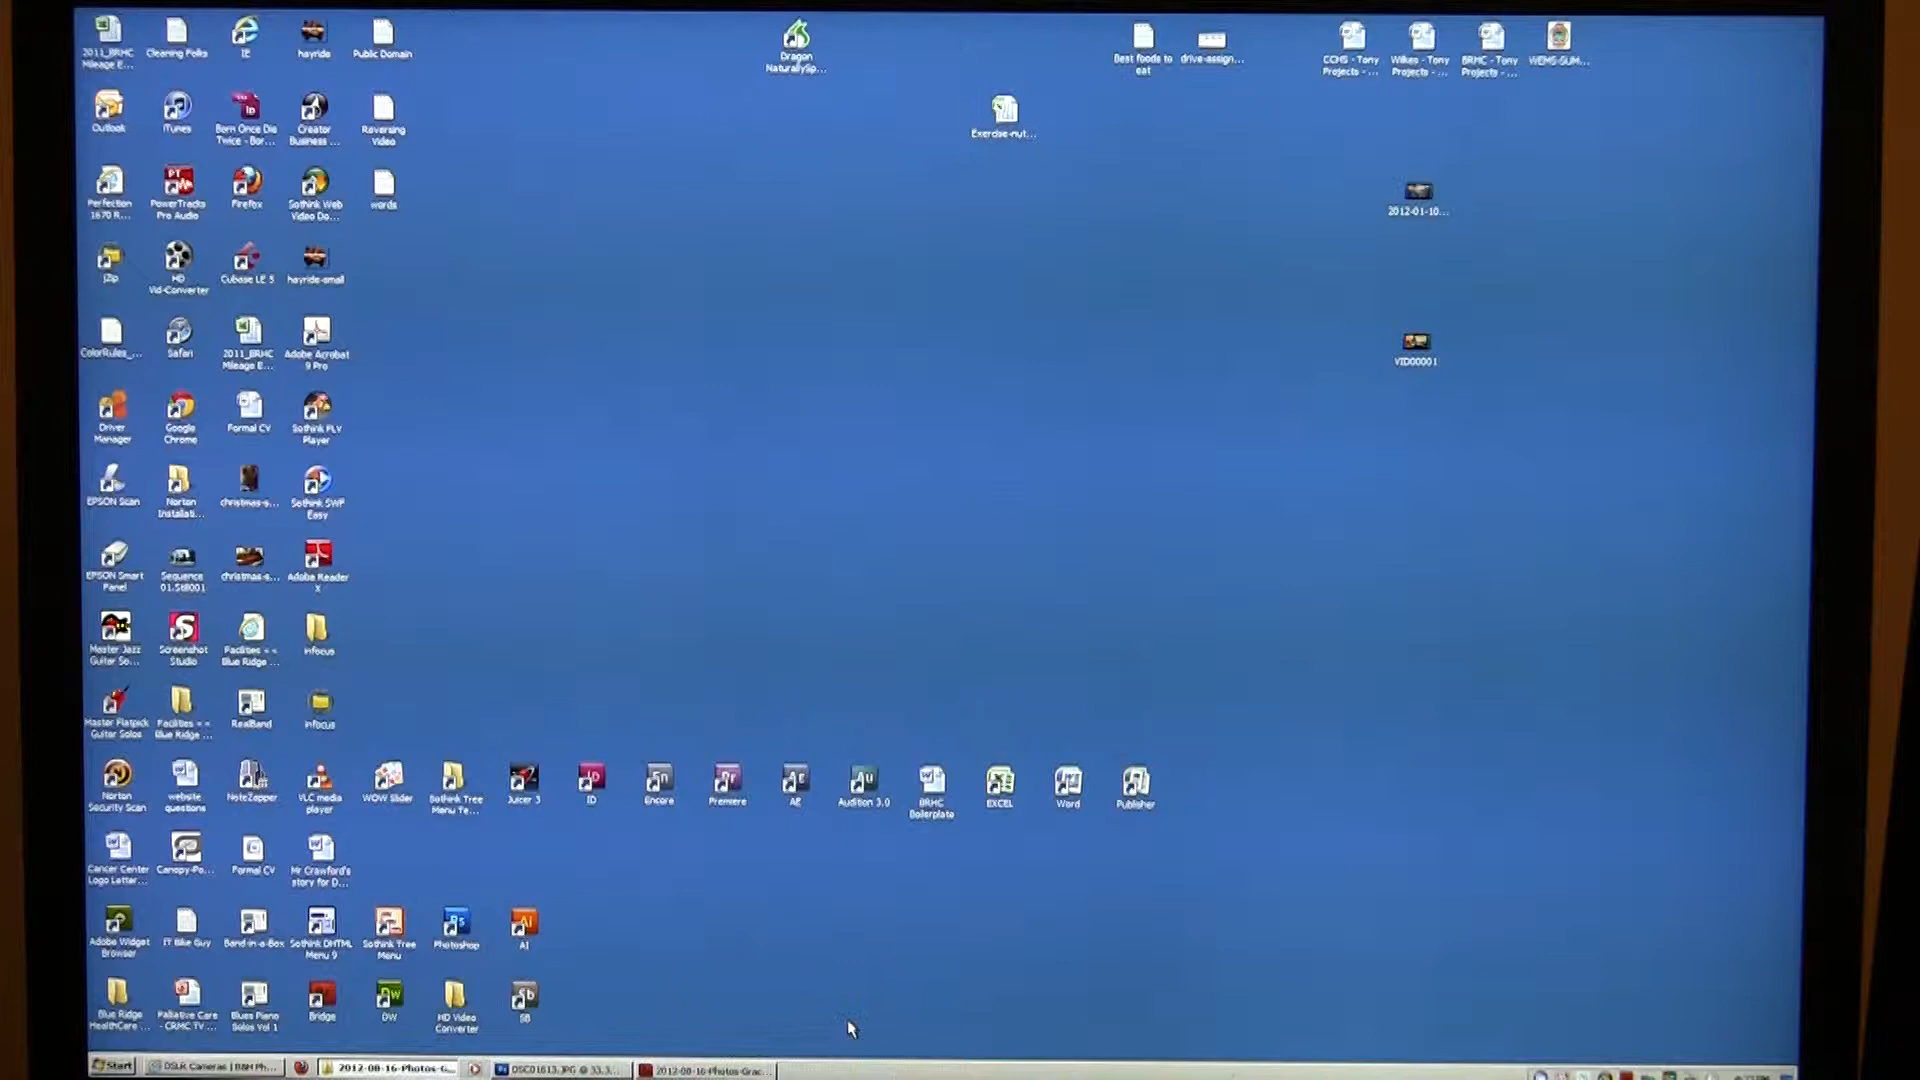 2011_BRHC
Mileage E...
Cleaning Folks
IE
hayride
Public Domain
Dragon
NaturallySp...
Best foods to
eat
drive-assign...
CCHS - Tony
Projects - ...
Wilkes - Tony
Projects - ...
BRHC - Tony
Projects - ...
WEMS-SUM...
Outlook
iTunes
Born Once Die
Twice - Bor...
Creator
Business ...
Reversing
Video
Exercise-nut...
Perfection
1670 R...
PowerTracks
Pro Audio
Firefox
Sothink Web
Video Do...
words
2012-01-10...
jZip
HD
Vid-Converter
Cubase LE 5
hayride-small
ColorRules_...
Safari
2011_BRHC
Mileage E...
Adobe Acrobat
9 Pro
VID00001
Driver
Manager
Google
Chrome
Formal CV
Sothink FLV
Player
EPSON Scan
Norton
Installati...
christmas-s...
Sothink SWF
Easy
EPSON Smart
Panel
Sequence
01.Still001
christmas-s...
Adobe Reader
X
Master Jazz
Guitar So...
Screenshot
Studio
Facilities < <
Blue Ridge ...
infocus
Master Flatpick
Guitar Solos
Facilities < <
Blue Ridge ...
RealBand
infocus
Norton
Security Scan
website
questions
NoteZapper
VLC media
player
WOW Slider
Sothink Tree
Menu Te...
Juicer 3
ID
Encore
Premiere
AE
Audition 3.0
BRHC
Boilerplate
EXCEL
Word
Publisher
Cancer Center
Logo Letter...
Canopy-Po...
Formal CV
Mr Crawford's
story for D...
Adobe Widget
Browser
IT Bike Guy
Band-in-a-Box
Sothink DHTML
Menu 9
Sothink Tree
Menu
Photoshop
AI
Blue Ridge
HealthCare ...
Palliative Care
- CRMC TV ...
Blues Piano
Solos Vol 1
Bridge
DW
HD Video
Converter
SB
Start
DSLR Cameras | B&H Ph...
2012-08-16-Photos-G...
DSC01613.JPG @ 33.3...
2012-08-16-Photos-Grac...